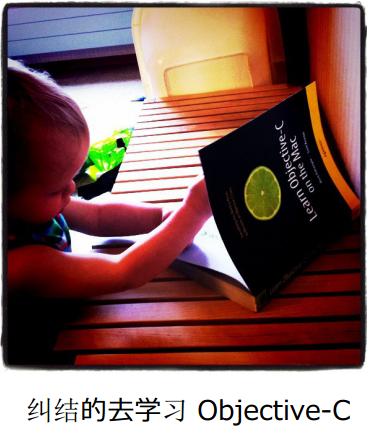 Learn Objective-C
on the Mac
纠结的去学习 Objective-C